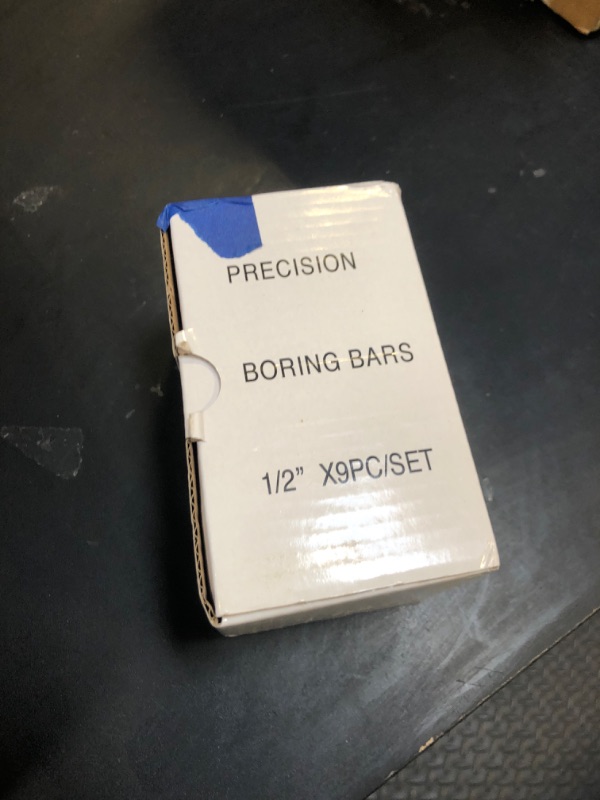 PRECISION
BORING BARS
1/2" X9PC/SET